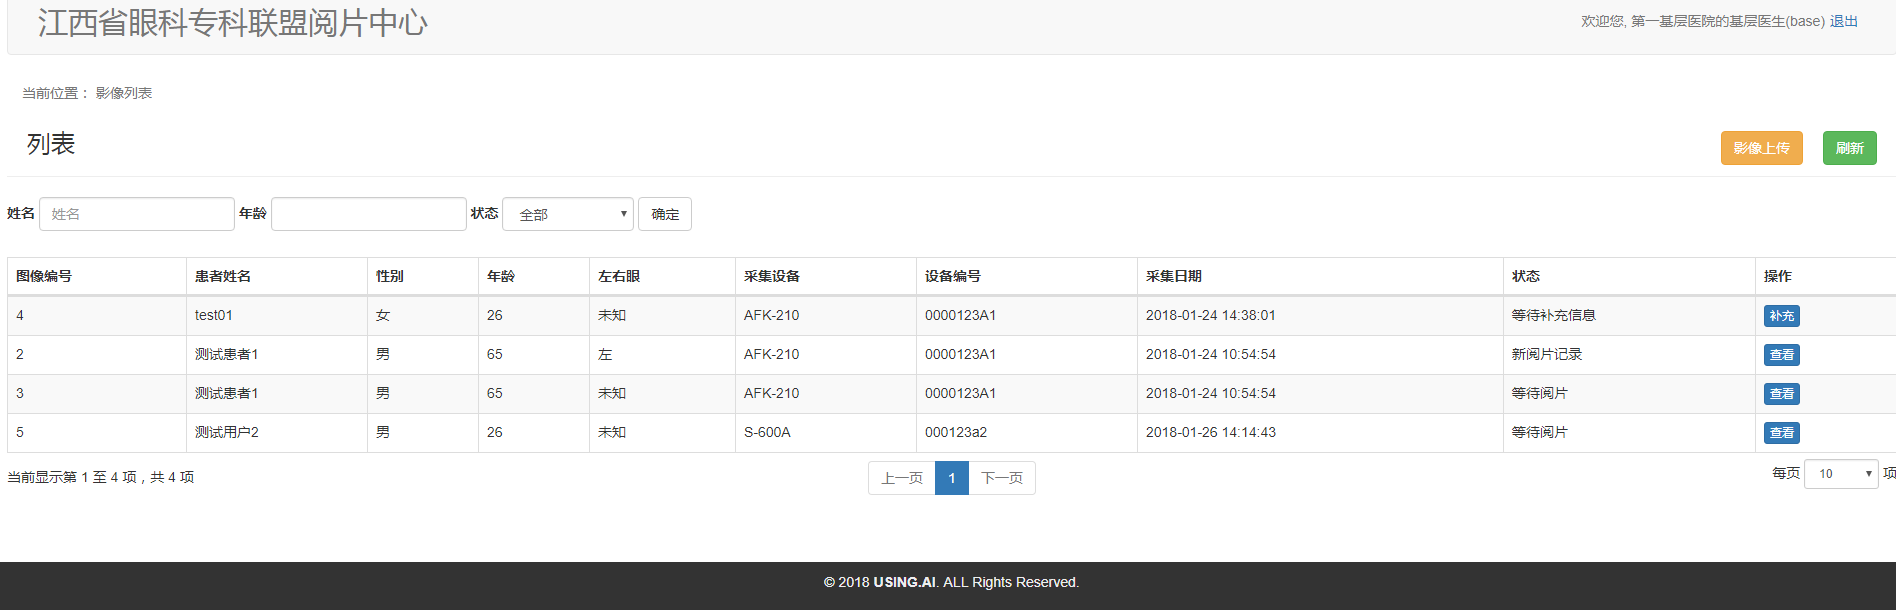 江西省眼科专科联盟阅片中心
欢迎您, 第一基层医院的基层医生(base) 退出
当前位置： 影像列表
列表
影像上传 刷新
姓名 姓名 年龄 状态 全部 确定
图像编号 患者姓名 性别 年龄 左右眼 采集设备 设备编号 采集日期 状态 操作
4 test01 女 26 未知 AFK-210 0000123A1 2018-01-24 14:38:01 等待补充信息 补充
2 测试患者1 男 65 左 AFK-210 0000123A1 2018-01-24 10:54:54 新阅片记录 查看
3 测试患者1 男 65 未知 AFK-210 0000123A1 2018-01-24 10:54:54 等待阅片 查看
5 测试用户2 男 26 未知 S-600A 000123a2 2018-01-26 14:14:43 等待阅片 查看
当前显示第 1 至 4 项，共 4 项 上一页 1 下一页 每页 10 项
© 2018 USING.AI. ALL Rights Reserved.